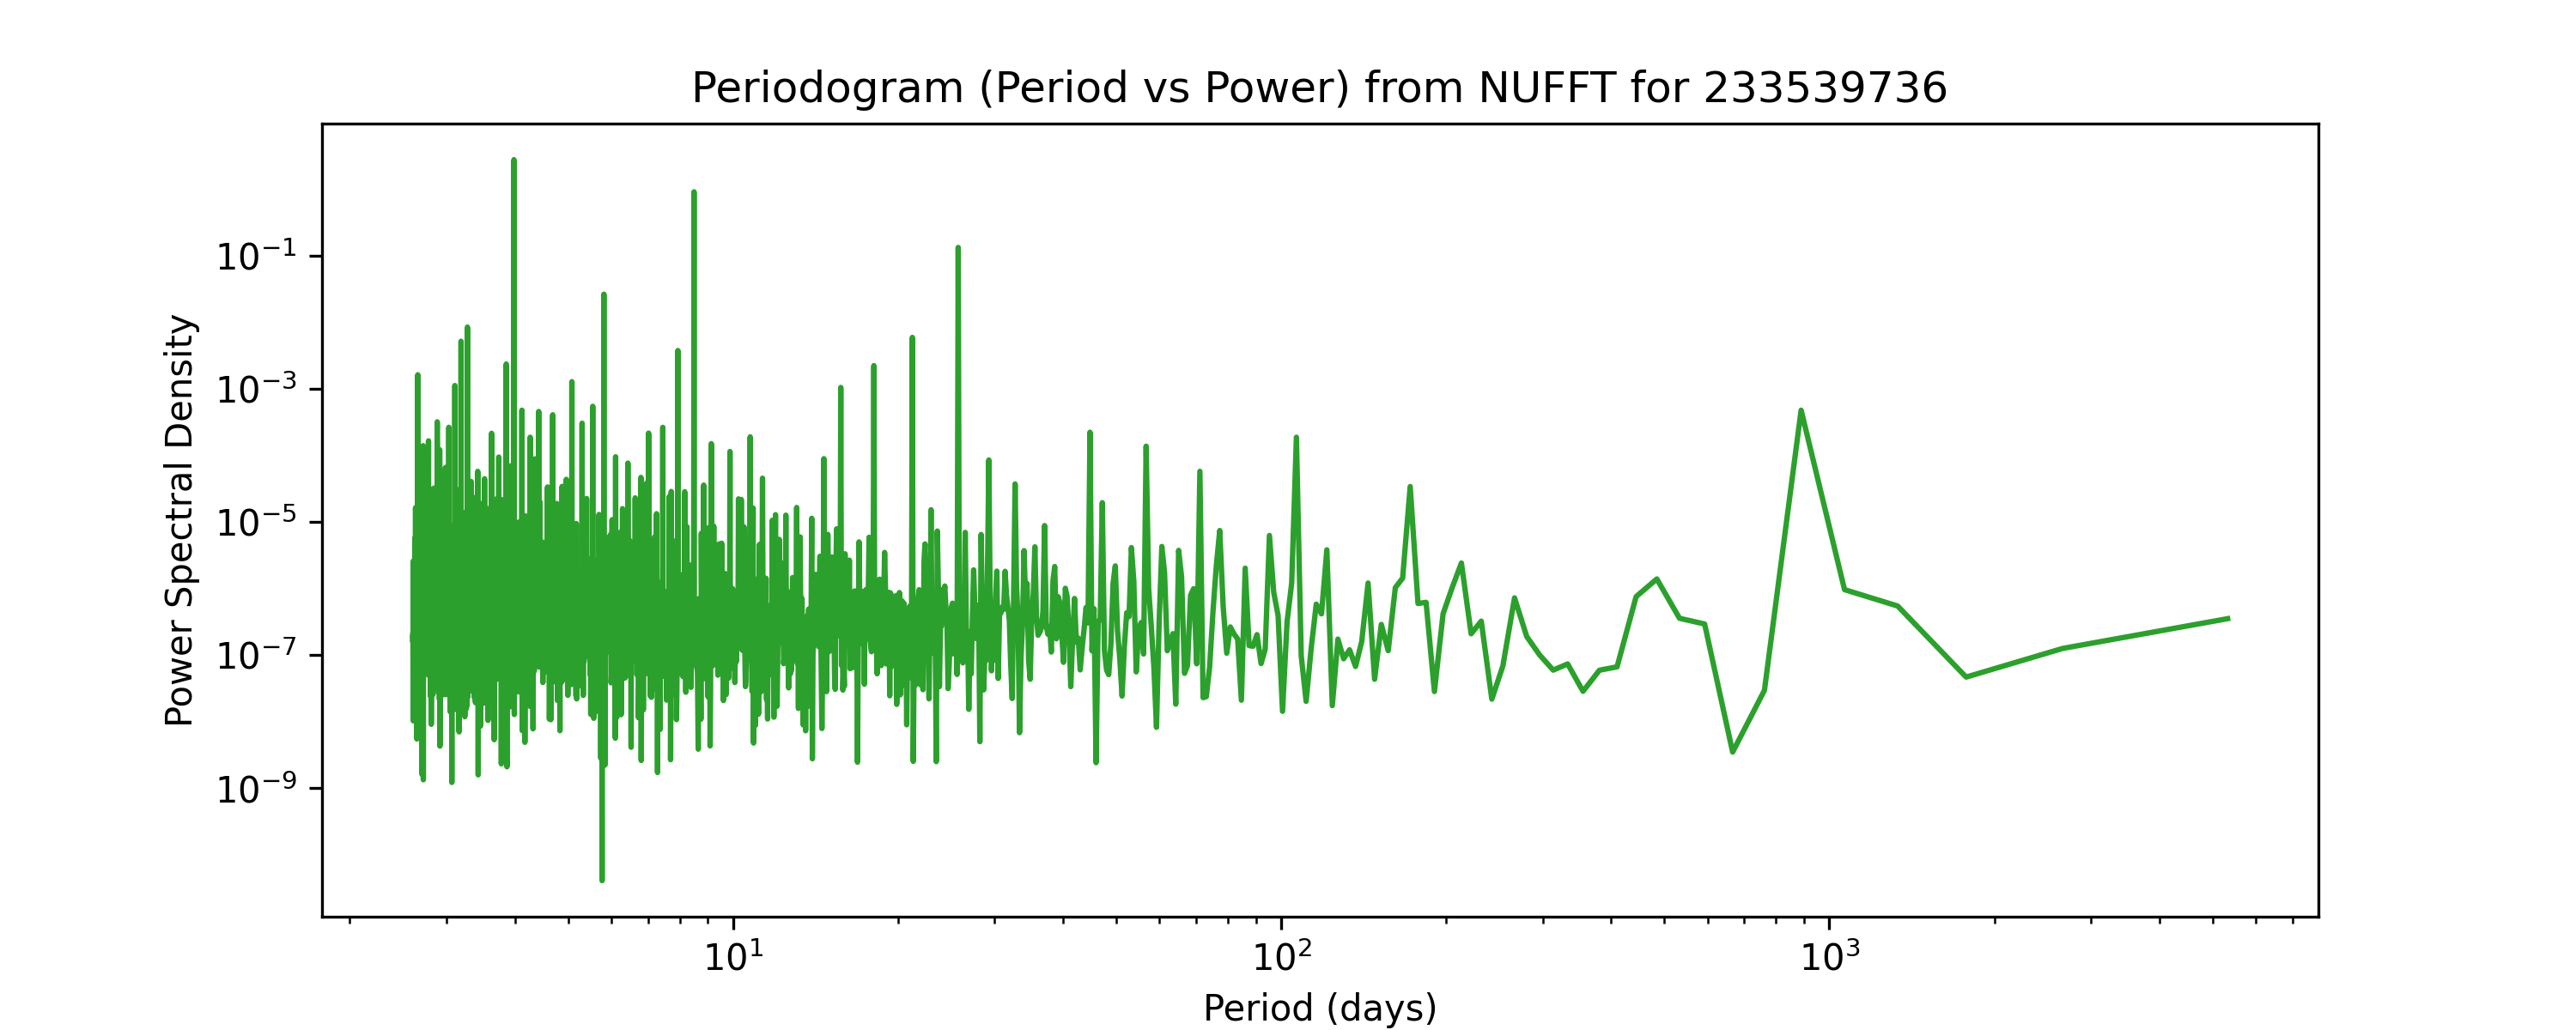 Periodogram (Period vs Power) from NUFFT for 233539736
Power Spectral Density
10⁻¹
10⁻³
10⁻⁵
10⁻⁷
10⁻⁹
10¹ 10² 10³
Period (days)